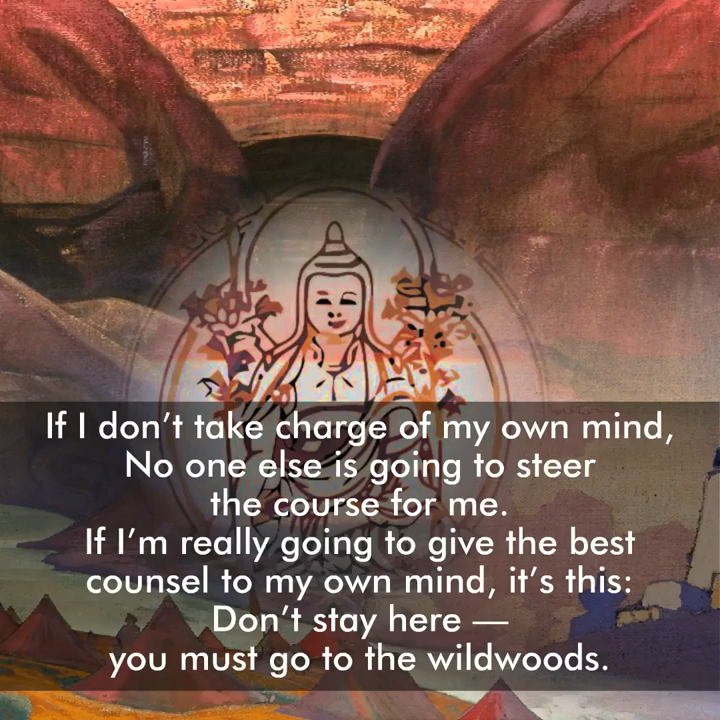 If I don’t take charge of my own mind,
No one else is going to steer
the course for me.
If I’m really going to give the best
counsel to my own mind, it’s this:
Don’t stay here —
you must go to the wildwoods.